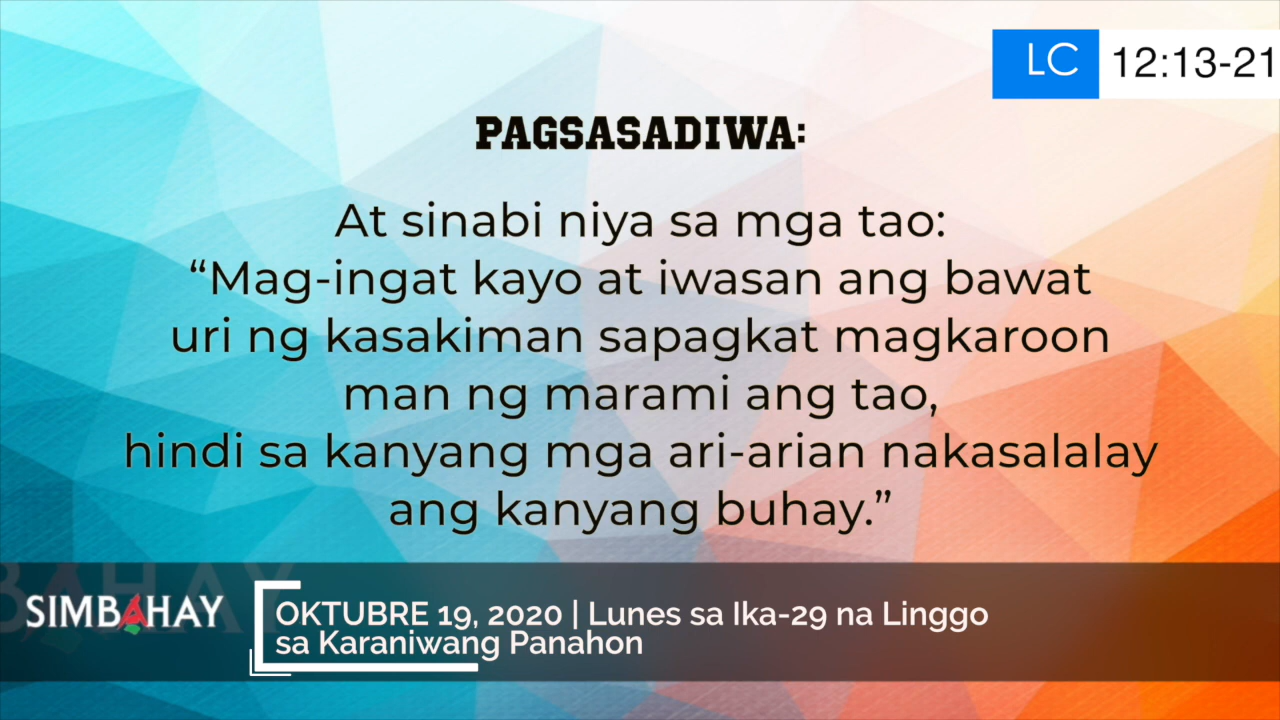 LC 12:13-21
PAGSASADIWA:
At sinabi niya sa mga tao:
“Mag-ingat kayo at iwasan ang bawat
uri ng kasakiman sapagkat magkaroon
man ng marami ang tao,
hindi sa kanyang mga ari-arian nakasalalay
ang kanyang buhay.”
SIMBAHAY
OKTUBRE 19, 2020 | Lunes sa Ika-29 na Linggo
sa Karaniwang Panahon